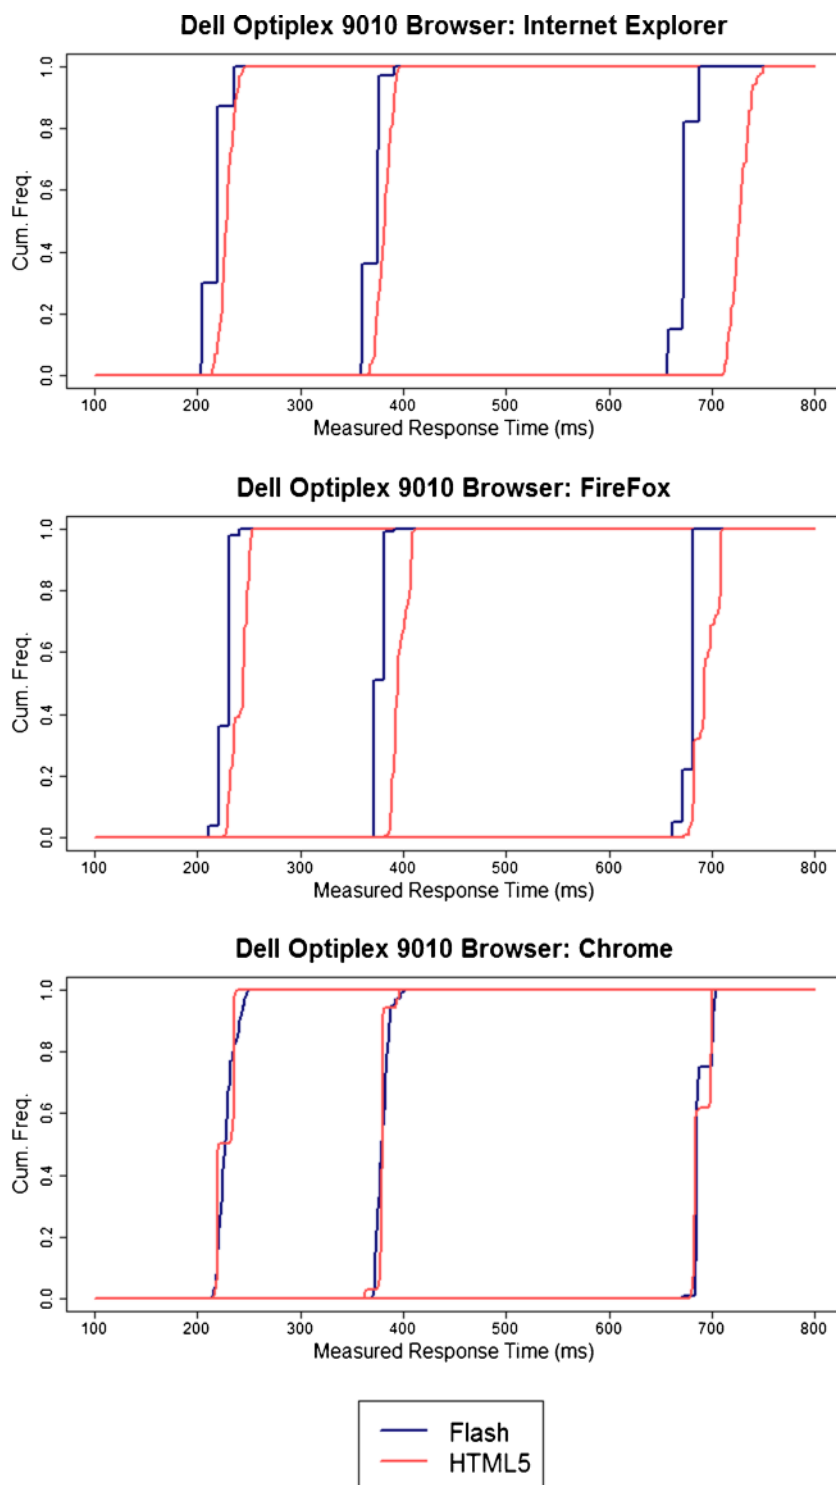 Dell Optiplex 9010 Browser: Internet Explorer
Cum. Freq.
1.0
0.8
0.6
0.4
0.2
0.0
100 200 300 400 500 600 700 800
Measured Response Time (ms)
Dell Optiplex 9010 Browser: FireFox
Cum. Freq.
1.0
0.8
0.6
0.4
0.2
0.0
100 200 300 400 500 600 700 800
Measured Response Time (ms)
Dell Optiplex 9010 Browser: Chrome
Cum. Freq.
1.0
0.8
0.6
0.4
0.2
0.0
100 200 300 400 500 600 700 800
Measured Response Time (ms)
Flash
HTML5